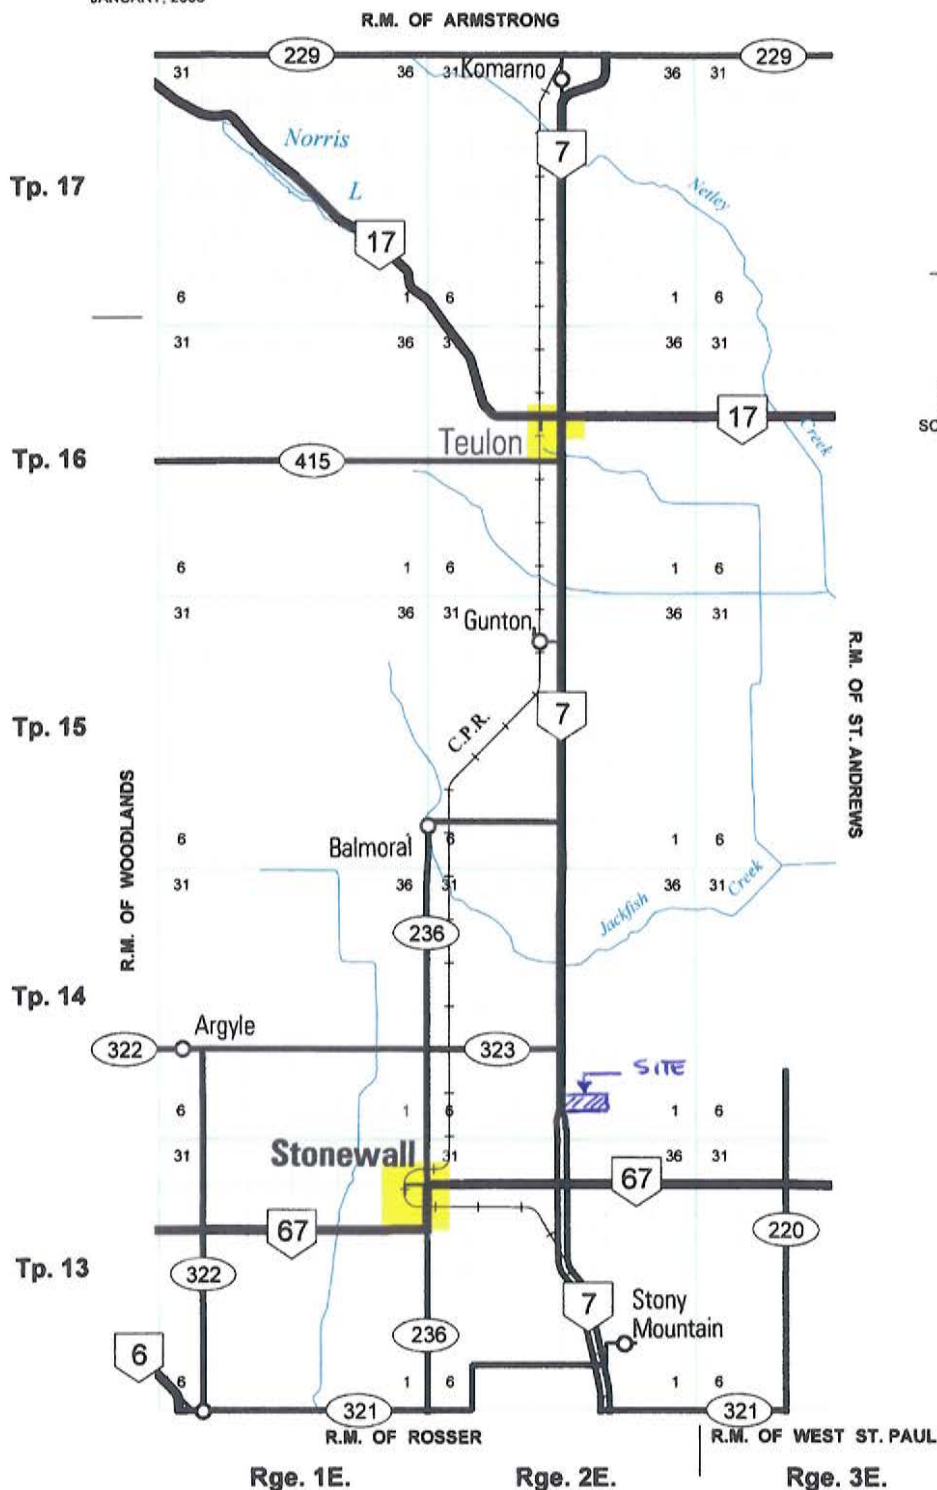 R.M. OF ARMSTRONG
229
229
31
36
31
Komarno
36
31
7
Norris
L
Netley
Tp. 17
17
6
1
6
1
6
31
36
36
31
17
Teulon
Creek
Tp. 16
415
6
1
6
1
6
31
36
31
Gunton
36
31
R.M. OF ST. ANDREWS
7
Tp. 15
C.P.R.
R.M. OF WOODLANDS
6
Balmoral
6
1
6
31
36
31
36
31
Creek
Jackfish
236
Tp. 14
Argyle
322
323
SITE
6
1
6
1
6
31
Stonewall
31
36
31
67
67
220
Tp. 13
322
7
Stony
Mountain
236
6
6
1
6
1
6
321
321
R.M. OF ROSSER
R.M. OF WEST ST. PAUL
Rge. 1E.
Rge. 2E.
Rge. 3E.